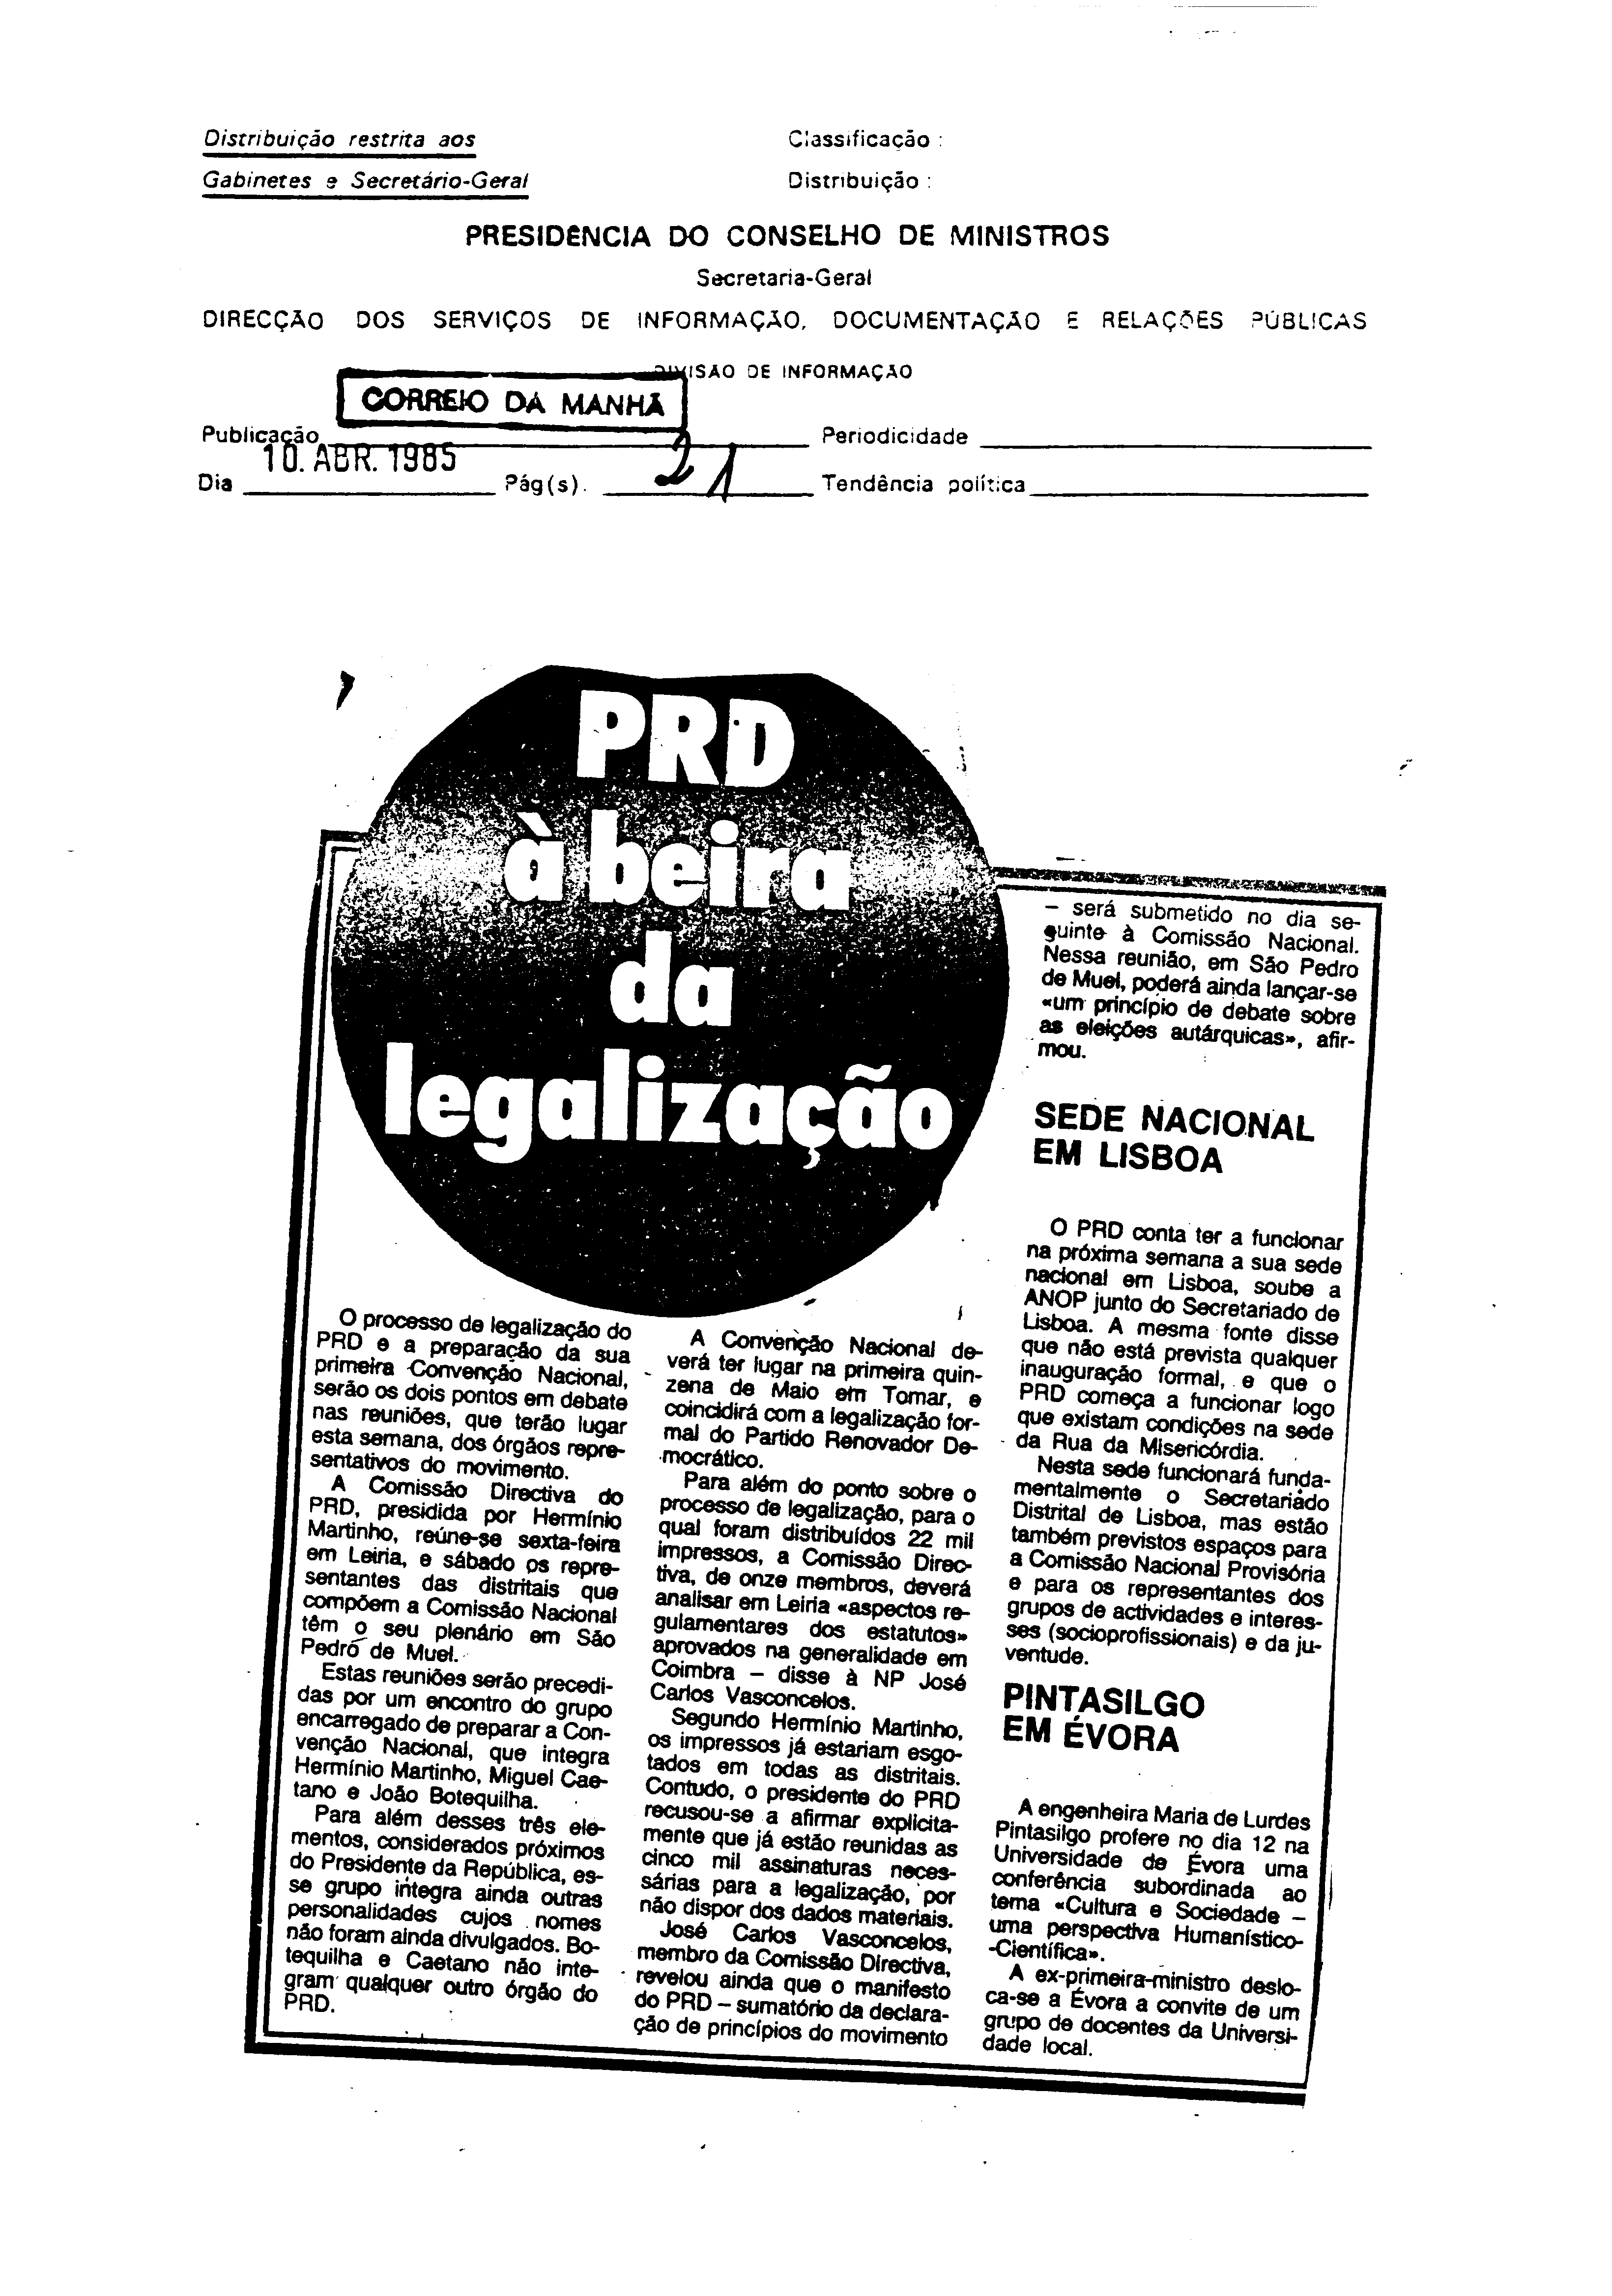 Distribuição restrita aos
Gabinetes e Secretário-Geral
Classificação :
Distribuição :
PRESIDÊNCIA DO CONSELHO DE MINISTROS
Secretaria-Geral
DIRECÇÃO DOS SERVIÇOS DE INFORMAÇÃO, DOCUMENTAÇÃO E RELAÇÕES PÚBLICAS
DIVISÃO DE INFORMAÇÃO
CORREIO DA MANHÃ
Publicação
Periodicidade
10. ABR. 1985
Dia
Pág(s). 21
Tendência política
PRD
à beira
da
legalização
O processo de legalização do
PRD e a preparação da sua
primeira Convenção Nacional,
serão os dois pontos em debate
nas reuniões, que terão lugar
esta semana, dos órgãos repre-
sentativos do movimento.
A Comissão Directiva do
PRD, presidida por Hermínio
Martinho, reúne-se sexta-feira
em Leiria, e sábado os repre-
sentantes das distritais que
compõem a Comissão Nacional
têm o seu plenário em São
Pedro de Muel.
Estas reuniões serão precedi-
das por um encontro do grupo
encarregado de preparar a Con-
venção Nacional, que integra
Hermínio Martinho, Miguel Cae-
tano e João Botequilha.
Para além desses três ele-
mentos, considerados próximos
do Presidente da República, es-
se grupo integra ainda outras
personalidades cujos nomes
não foram ainda divulgados. Bo-
tequilha e Caetano não inte-
gram qualquer outro órgão do
PRD.
A Convenção Nacional de-
verá ter lugar na primeira quin-
zena de Maio em Tomar, e
coincidirá com a legalização for-
mal do Partido Renovador De-
mocrático.
Para além do ponto sobre o
processo de legalização, para o
qual foram distribuídos 22 mil
impressos, a Comissão Direc-
tiva, de onze membros, deverá
analisar em Leiria «aspectos re-
gulamentares dos estatutos»
aprovados na generalidade em
Coimbra – disse à NP José
Carlos Vasconcelos.
Segundo Hermínio Martinho,
os impressos já estariam esgo-
tados em todas as distritais.
Contudo, o presidente do PRD
recusou-se a afirmar explicita-
mente que já estão reunidas as
cinco mil assinaturas neces-
sárias para a legalização, por
não dispor dos dados materiais.
José Carlos Vasconcelos,
membro da Comissão Directiva,
revelou ainda que o manifesto
do PRD – sumatório da declara-
ção de princípios do movimento
– será submetido no dia se-
guinte à Comissão Nacional.
Nessa reunião, em São Pedro
de Muel, poderá ainda lançar-se
«um princípio de debate sobre
as eleições autárquicas», afir-
mou.
SEDE NACIONAL
EM LISBOA
O PRD conta ter a funcionar
na próxima semana a sua sede
nacional em Lisboa, soube a
ANOP junto do Secretariado de
Lisboa. A mesma fonte disse
que não está prevista qualquer
inauguração formal, e que o
PRD começa a funcionar logo
que existam condições na sede
da Rua da Misericórdia.
Nesta sede funcionará funda-
mentalmente o Secretariado
Distrital de Lisboa, mas estão
também previstos espaços para
a Comissão Nacional Provisória
e para os representantes dos
grupos de actividades e interes-
ses (socioprofissionais) e da ju-
ventude.
PINTASILGO
EM ÉVORA
A engenheira Maria de Lurdes
Pintasilgo profere no dia 12 na
Universidade de Évora uma
conferência subordinada ao
tema «Cultura e Sociedade –
uma perspectiva Humanístico-
-Científica».
A ex-primeira-ministro deslo-
ca-se a Évora a convite de um
grupo de docentes da Universi-
dade local.